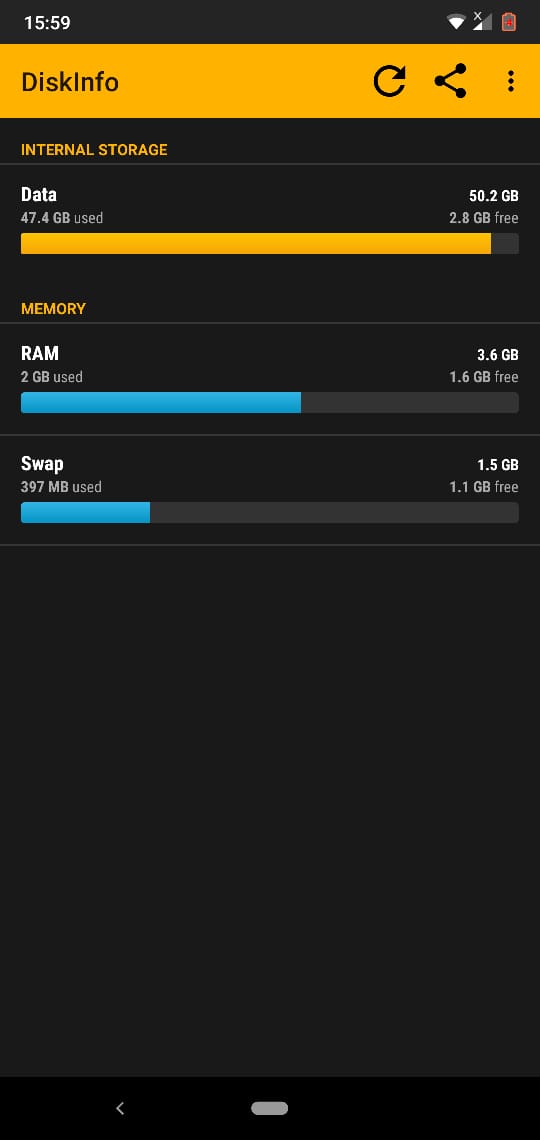 15:59
DiskInfo
INTERNAL STORAGE
Data 50.2 GB
47.4 GB used 2.8 GB free
MEMORY
RAM 3.6 GB
2 GB used 1.6 GB free
Swap 1.5 GB
397 MB used 1.1 GB free